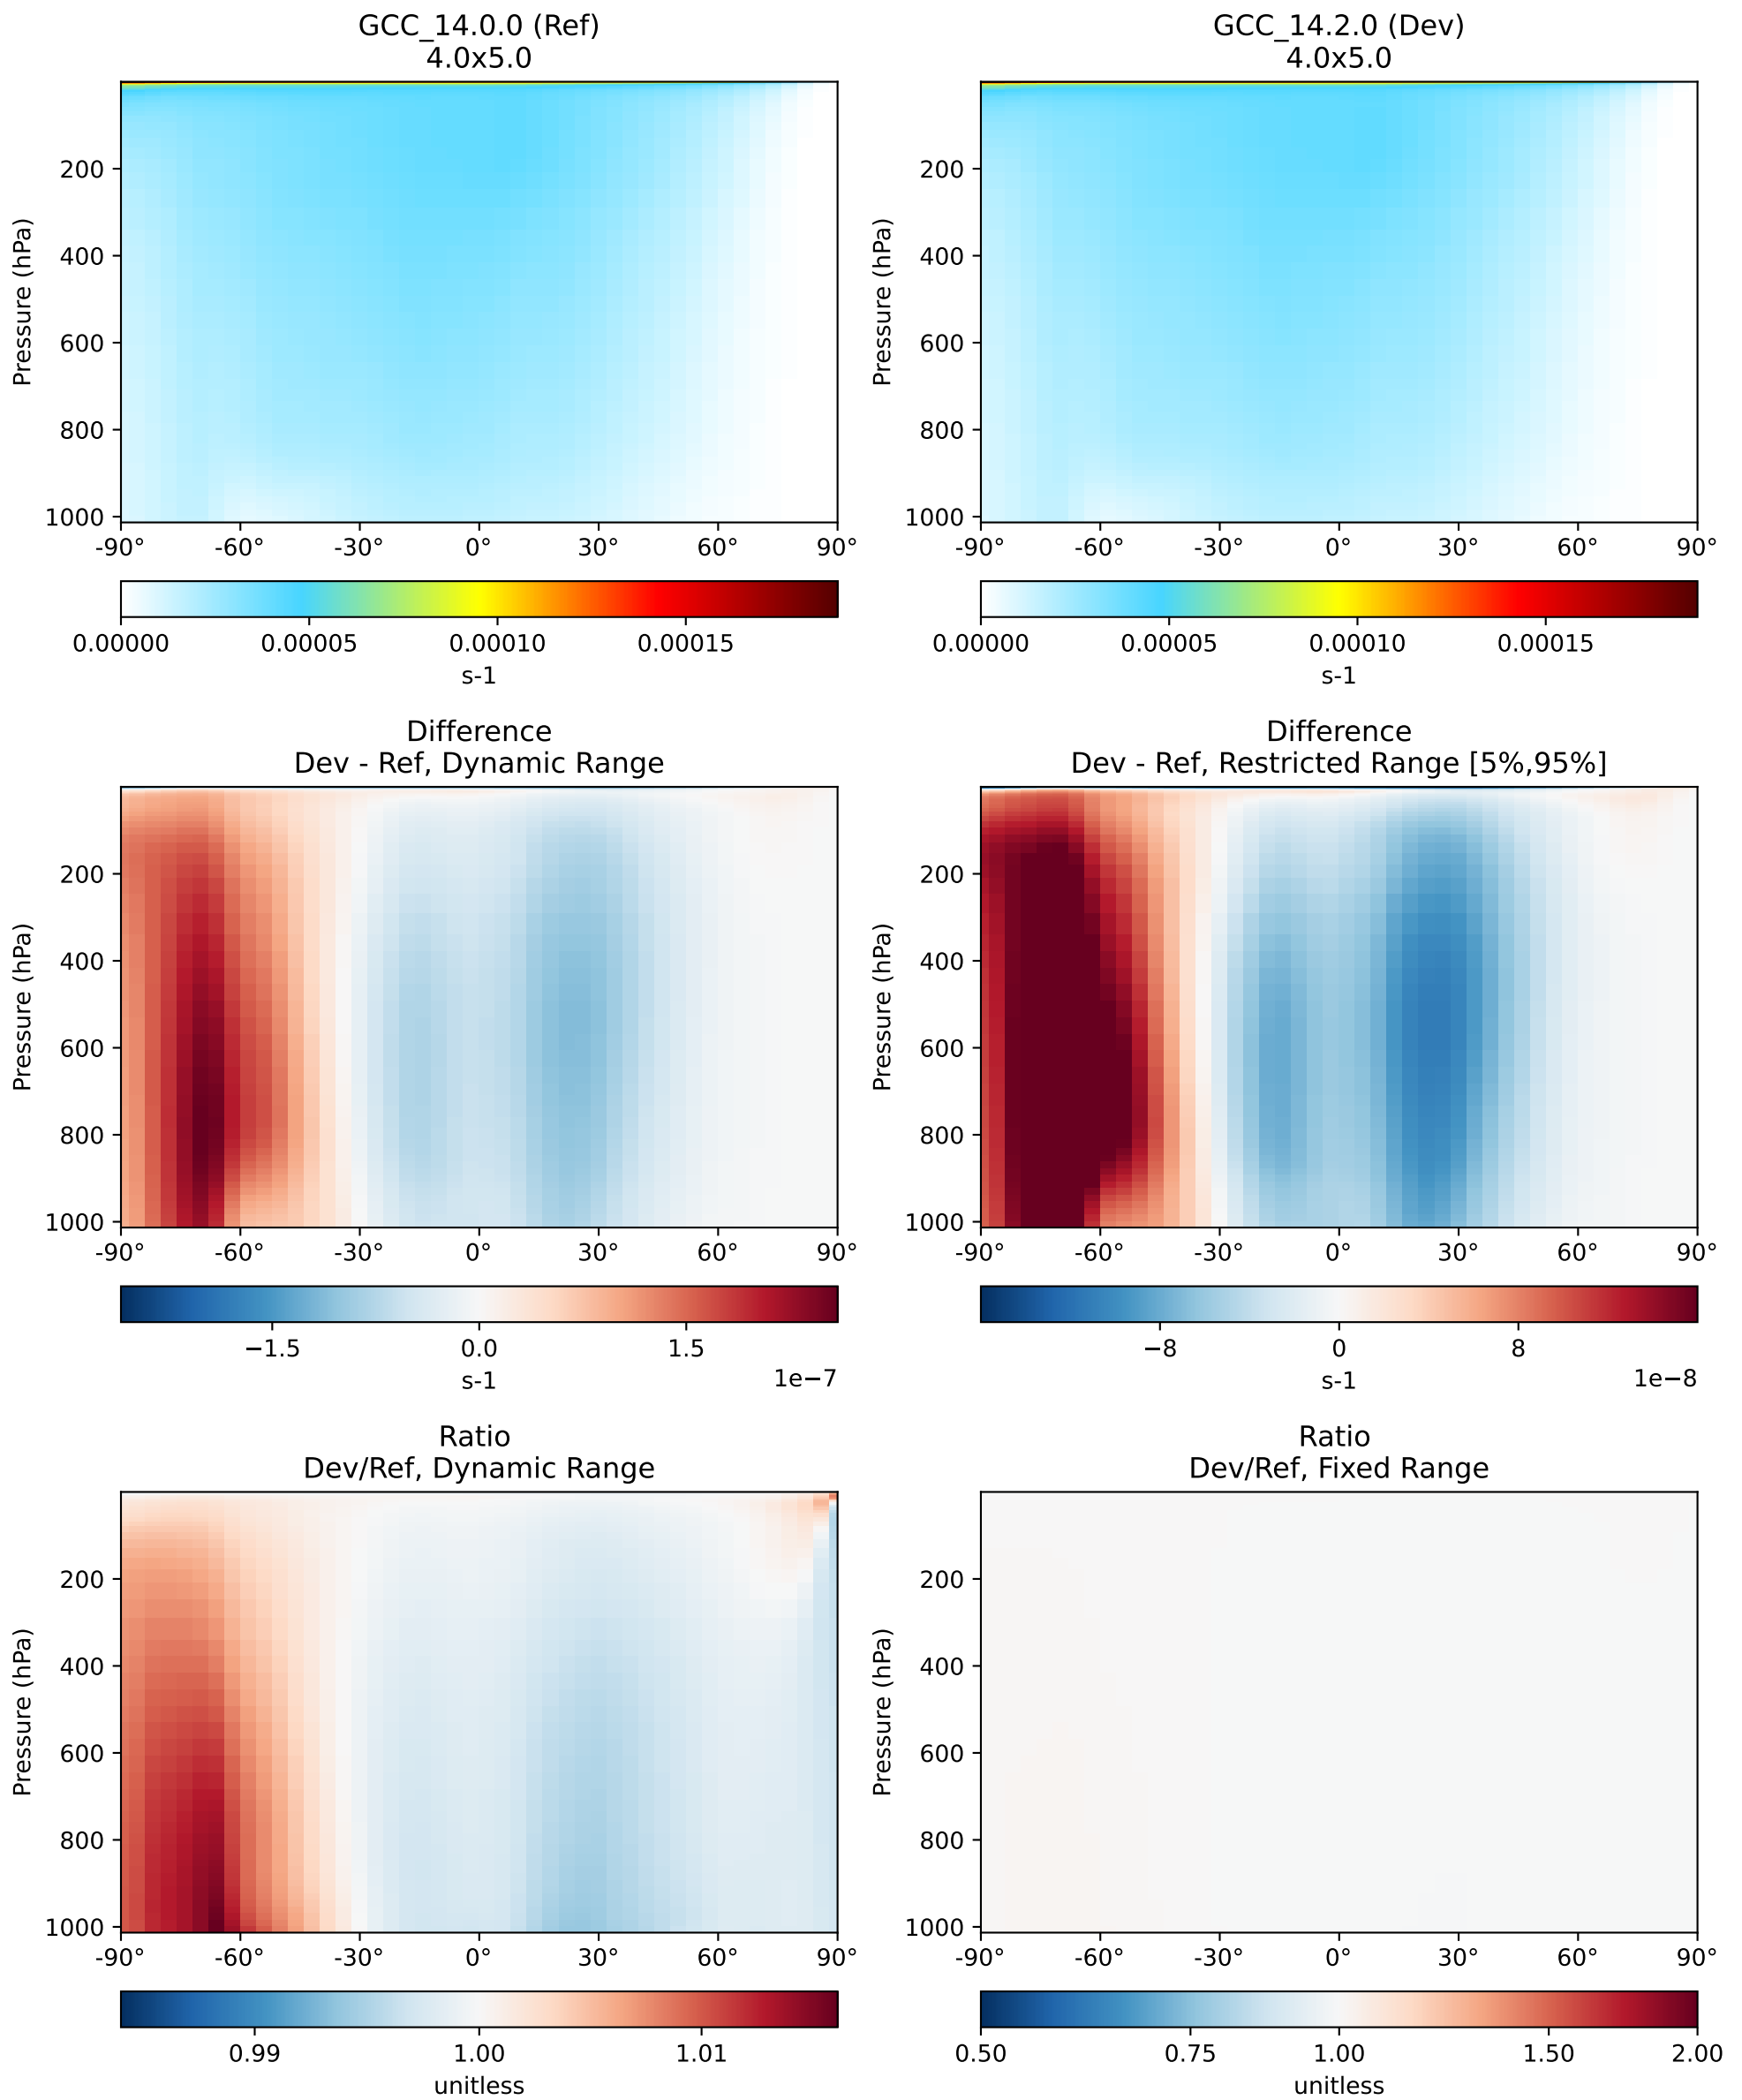 GCC_14.0.0 (Ref)
4.0x5.0
GCC_14.2.0 (Dev)
4.0x5.0
Pressure (hPa)
200
400
600
800
1000
-90° -60° -30° 0° 30° 60° 90°
0.00000 0.00005 0.00010 0.00015
s-1
Pressure (hPa)
200
400
600
800
1000
-90° -60° -30° 0° 30° 60° 90°
0.00000 0.00005 0.00010 0.00015
s-1
Difference
Dev - Ref, Dynamic Range
Difference
Dev - Ref, Restricted Range [5%,95%]
Pressure (hPa)
200
400
600
800
1000
-90° -60° -30° 0° 30° 60° 90°
−1.5 0.0 1.5
s-1
1e−7
Pressure (hPa)
200
400
600
800
1000
-90° -60° -30° 0° 30° 60° 90°
−8 0 8
s-1
1e−8
Ratio
Dev/Ref, Dynamic Range
Ratio
Dev/Ref, Fixed Range
Pressure (hPa)
200
400
600
800
1000
-90° -60° -30° 0° 30° 60° 90°
0.99 1.00 1.01
unitless
Pressure (hPa)
200
400
600
800
1000
-90° -60° -30° 0° 30° 60° 90°
0.50 0.75 1.00 1.50 2.00
unitless